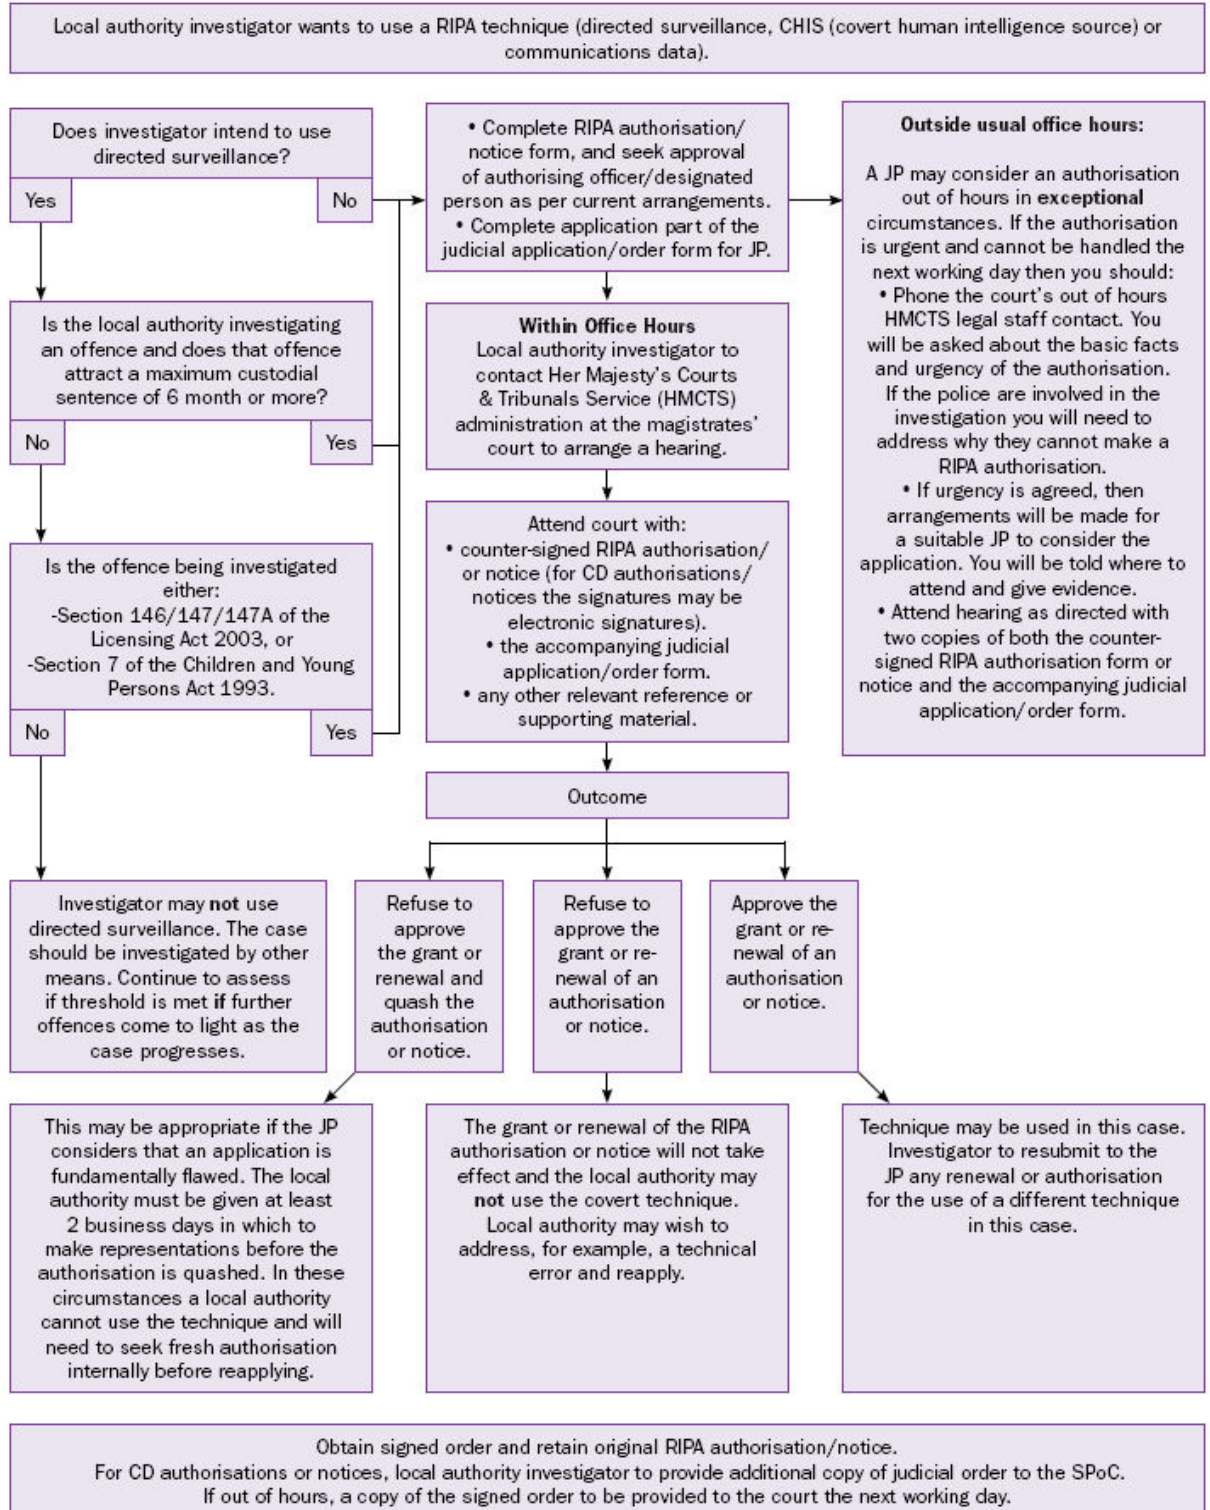 Local authority investigator wants to use a RIPA technique (directed surveillance, CHIS (covert human intelligence source) or
communications data).
Does investigator intend to use
directed surveillance?
Yes
No
Is the local authority investigating
an offence and does that offence
attract a maximum custodial
sentence of 6 month or more?
No
Yes
Is the offence being investigated
either:
-Section 146/147/147A of the
Licensing Act 2003, or
-Section 7 of the Children and Young
Persons Act 1993.
No
Yes
• Complete RIPA authorisation/
notice form, and seek approval
of authorising officer/designated
person as per current arrangements.
• Complete application part of the
judicial application/order form for JP.
Within Office Hours
Local authority investigator to
contact Her Majesty's Courts
& Tribunals Service (HMCTS)
administration at the magistrates'
court to arrange a hearing.
Attend court with:
• counter-signed RIPA authorisation/
or notice (for CD authorisations/
notices the signatures may be
electronic signatures).
• the accompanying judicial
application/order form.
• any other relevant reference or
supporting material.
Outside usual office hours:
A JP may consider an authorisation
out of hours in exceptional
circumstances. If the authorisation
is urgent and cannot be handled the
next working day then you should:
• Phone the court's out of hours
HMCTS legal staff contact. You
will be asked about the basic facts
and urgency of the authorisation.
If the police are involved in the
investigation you will need to
address why they cannot make a
RIPA authorisation.
• If urgency is agreed, then
arrangements will be made for
a suitable JP to consider the
application. You will be told where to
attend and give evidence.
• Attend hearing as directed with
two copies of both the counter-
signed RIPA authorisation form or
notice and the accompanying judicial
application/order form.
Outcome
Investigator may not use
directed surveillance. The case
should be investigated by other
means. Continue to assess
if threshold is met if further
offences come to light as the
case progresses.
Refuse to
approve
the grant or
renewal and
quash the
authorisation
or notice.
Refuse to
approve the
grant or re-
newal of an
authorisation
or notice.
Approve the
grant or re-
newal of an
authorisation
or notice.
This may be appropriate if the JP
considers that an application is
fundamentally flawed. The local
authority must be given at least
2 business days in which to
make representations before the
authorisation is quashed. In these
circumstances a local authority
cannot use the technique and will
need to seek fresh authorisation
internally before reapplying.
The grant or renewal of the RIPA
authorisation or notice will not take
effect and the local authority may
not use the covert technique.
Local authority may wish to
address, for example, a technical
error and reapply.
Technique may be used in this case.
Investigator to resubmit to the
JP any renewal or authorisation
for the use of a different technique
in this case.
Obtain signed order and retain original RIPA authorisation/notice.
For CD authorisations or notices, local authority investigator to provide additional copy of judicial order to the SPoC.
If out of hours, a copy of the signed order to be provided to the court the next working day.